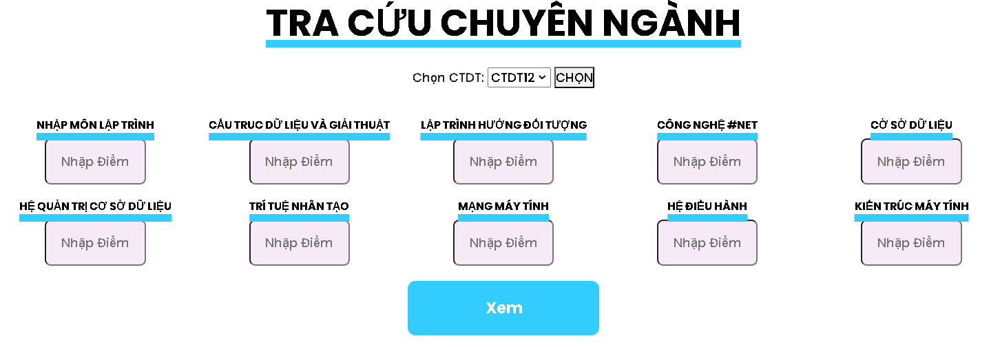 TRA CỨU CHUYÊN NGÀNH
Chọn CTDT: CTDT12 CHỌN
NHẬP MÔN LẬP TRÌNH CẤU TRUC DỮ LIỆU VÀ GIẢI THUẬT LẬP TRÌNH HƯỚNG ĐỐI TƯỢNG CÔNG NGHỆ #NET CỞ SỞ DỮ LIỆU
Nhập Điểm Nhập Điểm Nhập Điểm Nhập Điểm Nhập Điểm
HỆ QUẢN TRỊ CƠ SỞ DỮ LIỆU TRÍ TUỆ NHÂN TẠO MẠNG MÁY TÍNH HỆ ĐIỀU HÀNH KIẾN TRÚC MÁY TÍNH
Nhập Điểm Nhập Điểm Nhập Điểm Nhập Điểm Nhập Điểm
Xem